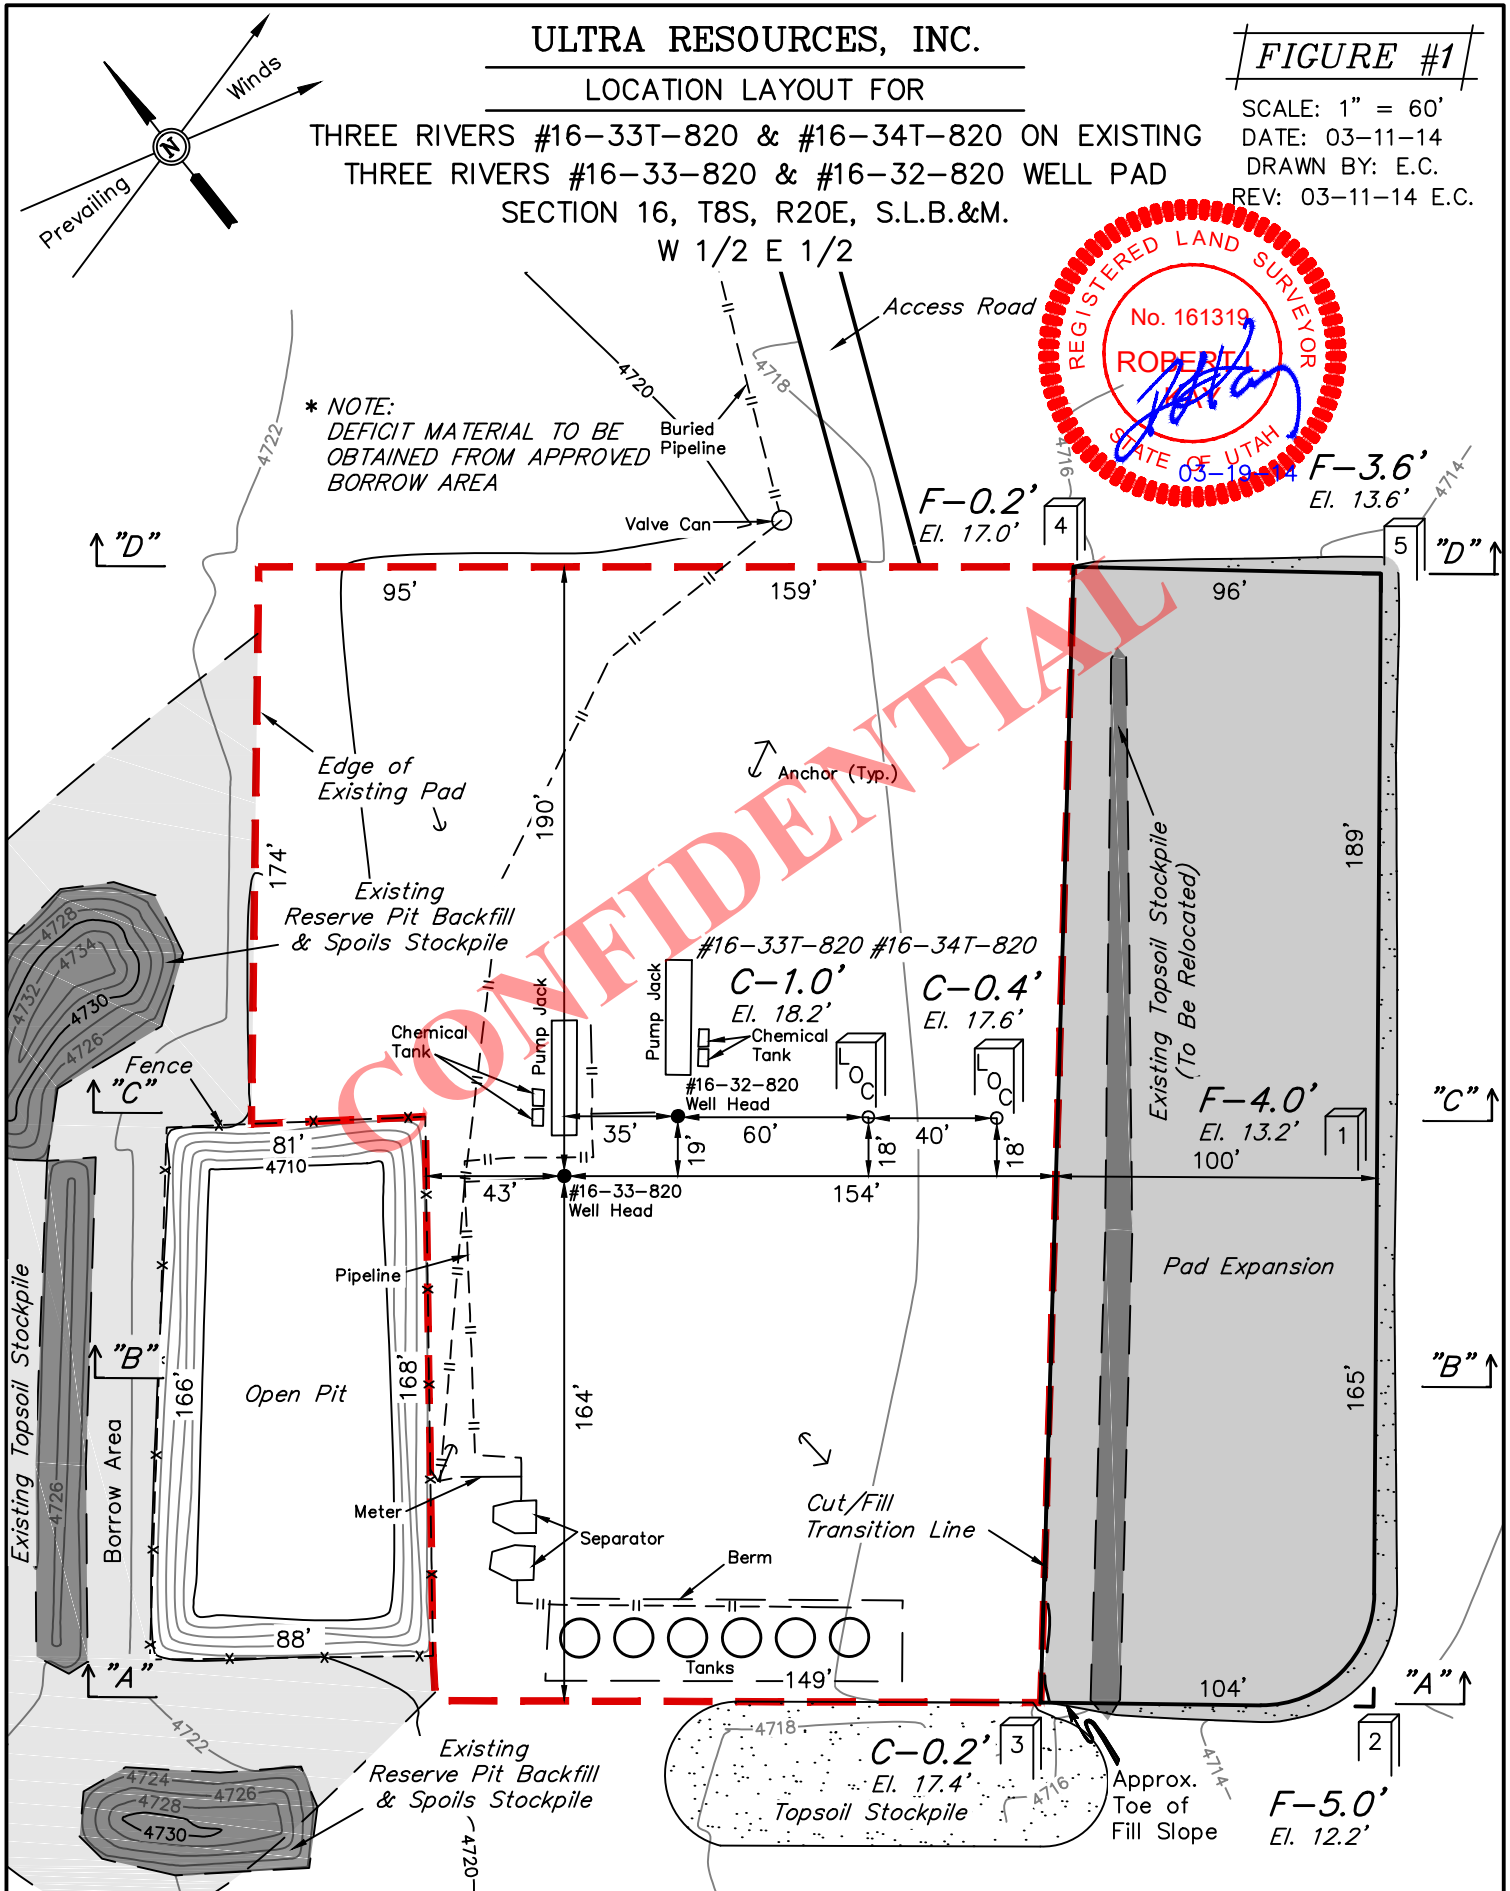 ULTRA RESOURCES, INC.
LOCATION LAYOUT FOR
THREE RIVERS #16-33T-820 & #16-34T-820 ON EXISTING
THREE RIVERS #16-33-820 & #16-32-820 WELL PAD
SECTION 16, T8S, R20E, S.L.B.&M.
W 1/2 E 1/2
FIGURE #1
SCALE: 1" = 60'
DATE: 03-11-14
DRAWN BY: E.C.
REV: 03-11-14 E.C.
Winds
N
Prevailing
REGISTERED LAND SURVEYOR
No. 161319
ROBERT L.
KAY
STATE OF UTAH
03-19-14
Access Road
4722
4720
4718
4716
4714
* NOTE:
DEFICIT MATERIAL TO BE
OBTAINED FROM APPROVED
BORROW AREA
Buried
Pipeline
Valve Can
F-0.2'
El. 17.0'
4
F-3.6'
El. 13.6'
5
"D"
"D"
95'
159'
96'
Edge of
Existing Pad
174'
190'
Anchor (Typ.)
Existing Topsoil Stockpile
(To Be Relocated)
189'
CONFIDENTIAL
Existing
Reserve Pit Backfill
& Spoils Stockpile
4728
4734
4732
4730
4726
#16-33T-820
#16-34T-820
C-1.0'
El. 18.2'
C-0.4'
El. 17.6'
Pump Jack
Pump Jack
Chemical
Tank
Chemical
Tank
LOC
LOC
Fence
"C"
"C"
#16-32-820
Well Head
F-4.0'
El. 13.2'
1
100'
81'
4710
35'
60'
40'
19'
18'
18'
43'
154'
#16-33-820
Well Head
Pipeline
Pad Expansion
Existing Topsoil Stockpile
4726
"B"
"B"
Borrow Area
166'
Open Pit
168'
164'
165'
Meter
Separator
Cut/Fill
Transition Line
Berm
Tanks
88'
149'
104'
"A"
"A"
4722
4718
4716
4714
C-0.2'
El. 17.4'
3
Topsoil Stockpile
Approx.
Toe of
Fill Slope
2
F-5.0'
El. 12.2'
Existing
Reserve Pit Backfill
& Spoils Stockpile
4724
4726
4728
4730
4720